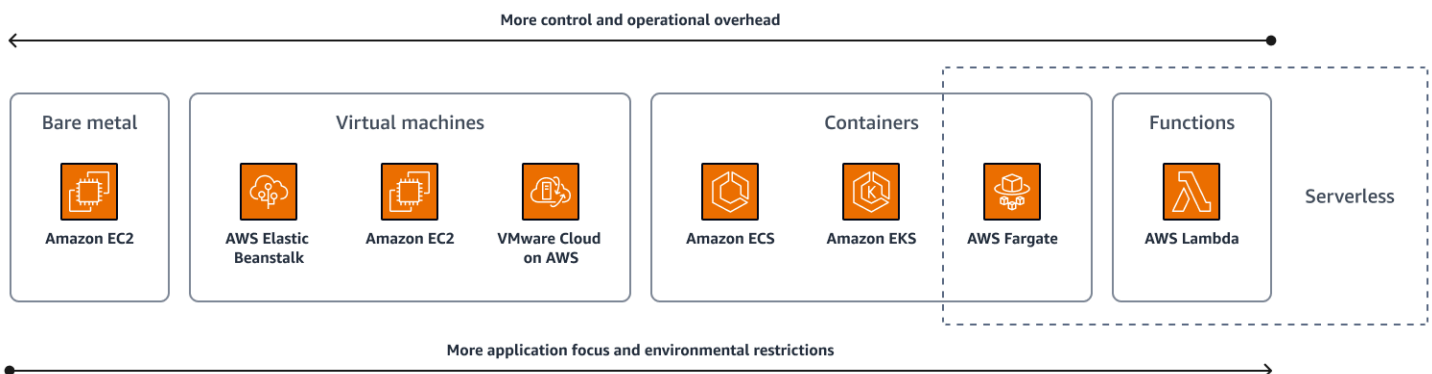 More control and operational overhead
Bare metal
Virtual machines
Containers
Functions
Serverless
Amazon EC2
AWS Elastic
Beanstalk
Amazon EC2
VMware Cloud
on AWS
Amazon ECS
K
Amazon EKS
AWS Fargate
AWS Lambda
More application focus and environmental restrictions